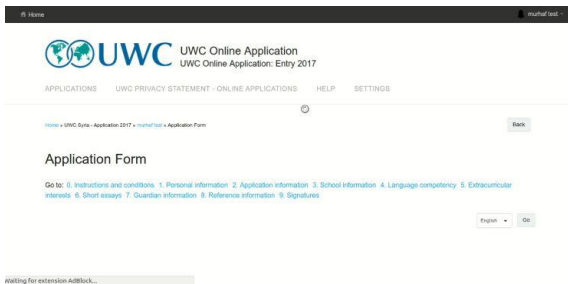 Home
murhaf test
UWC
UWC Online Application
UWC Online Application: Entry 2017
APPLICATIONS UWC PRIVACY STATEMENT - ONLINE APPLICATIONS HELP SETTINGS
Home » UWC Syria - Application 2017 » murhaf test » Application Form
Back
Application Form
Go to: 0. Instructions and conditions 1. Personal information 2. Application information 3. School information 4. Language competency 5. Extracurricular
interests 6. Short essays 7. Guardian information 8. Reference information 9. Signatures
English Go
Waiting for extension AdBlock...